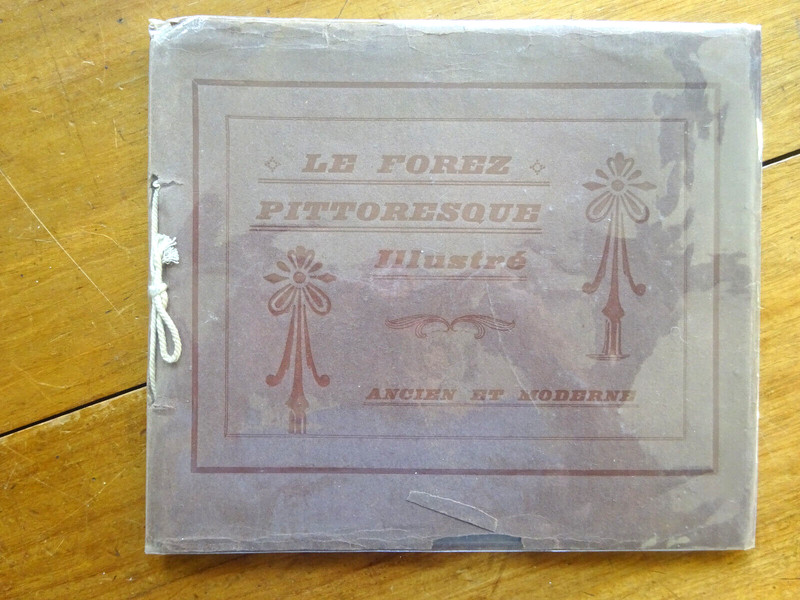 LE FOREZ
PITTORESQUE
Illustré
ANCIEN ET MODERNE